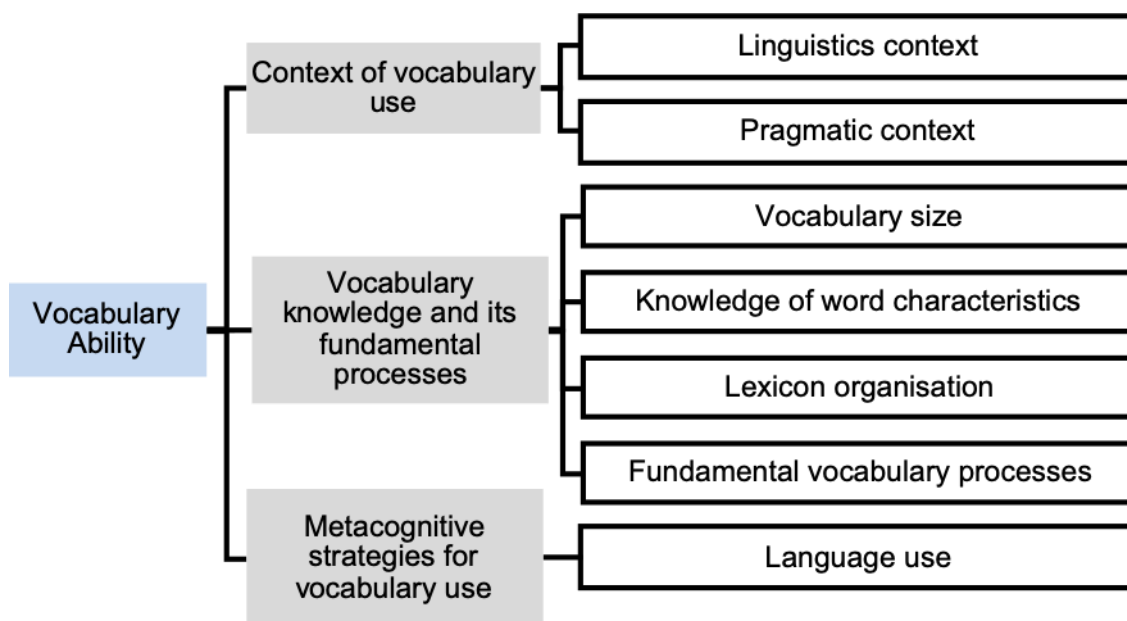 Vocabulary
Ability
Context of vocabulary
use
Linguistics context
Pragmatic context
Vocabulary
knowledge and its
fundamental
processes
Vocabulary size
Knowledge of word characteristics
Lexicon organisation
Fundamental vocabulary processes
Metacognitive
strategies for
vocabulary use
Language use